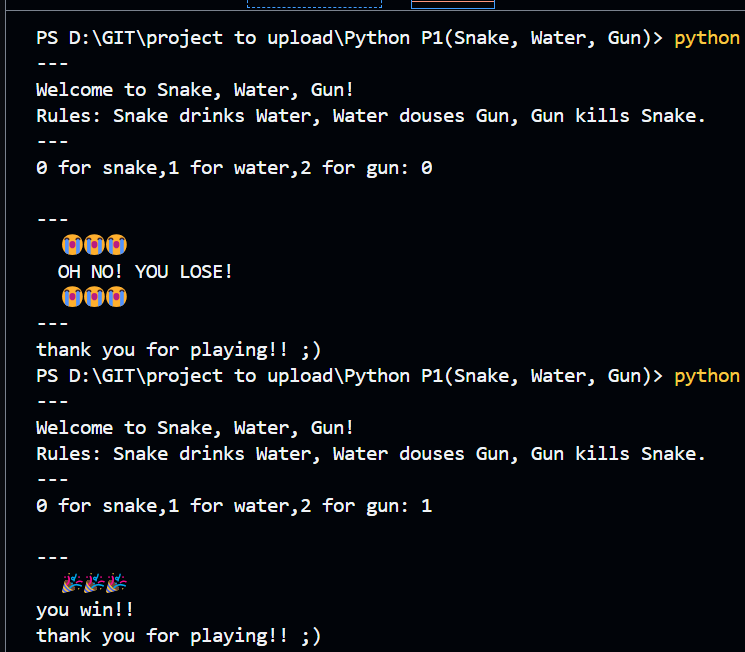 PS D:\GIT\project to upload\Python P1(Snake, Water, Gun)> python
---
Welcome to Snake, Water, Gun!
Rules: Snake drinks Water, Water douses Gun, Gun kills Snake.
---
0 for snake,1 for water,2 for gun: 0
---
😭😭😭
OH NO! YOU LOSE!
😭😭😭
---
thank you for playing!! ;)
PS D:\GIT\project to upload\Python P1(Snake, Water, Gun)> python
---
Welcome to Snake, Water, Gun!
Rules: Snake drinks Water, Water douses Gun, Gun kills Snake.
---
0 for snake,1 for water,2 for gun: 1
---
🎉🎉🎉
you win!!
thank you for playing!! ;)